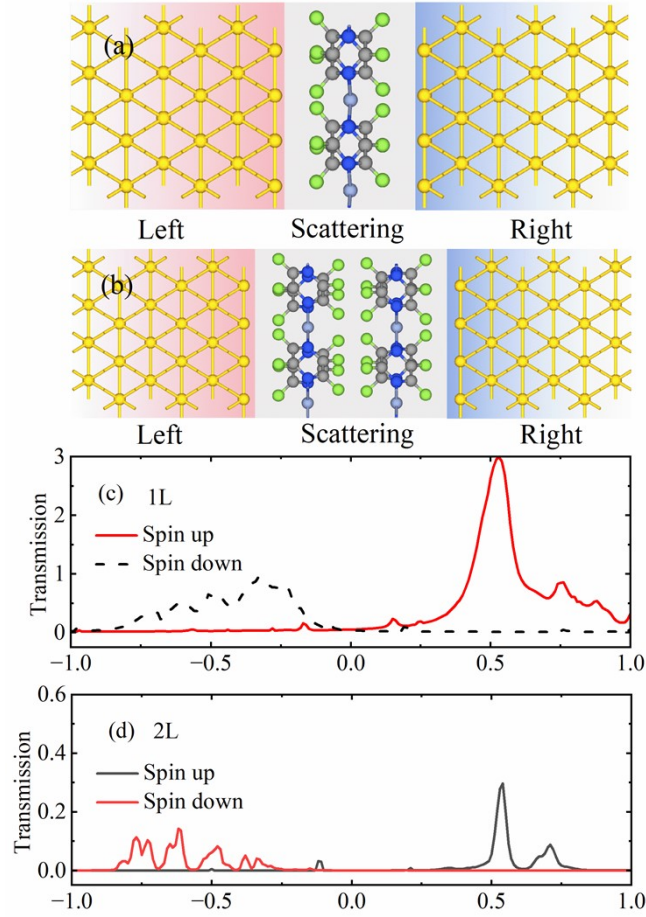 (a)
Left Scattering Right
(b)
Left Scattering Right
(c) 1L
Spin up
Spin down
Transmission
3
2
1
0
-1.0 -0.5 0.0 0.5 1.0
(d) 2L
Spin up
Spin down
Transmission
0.6
0.4
0.2
0.0
-1.0 -0.5 0.0 0.5 1.0